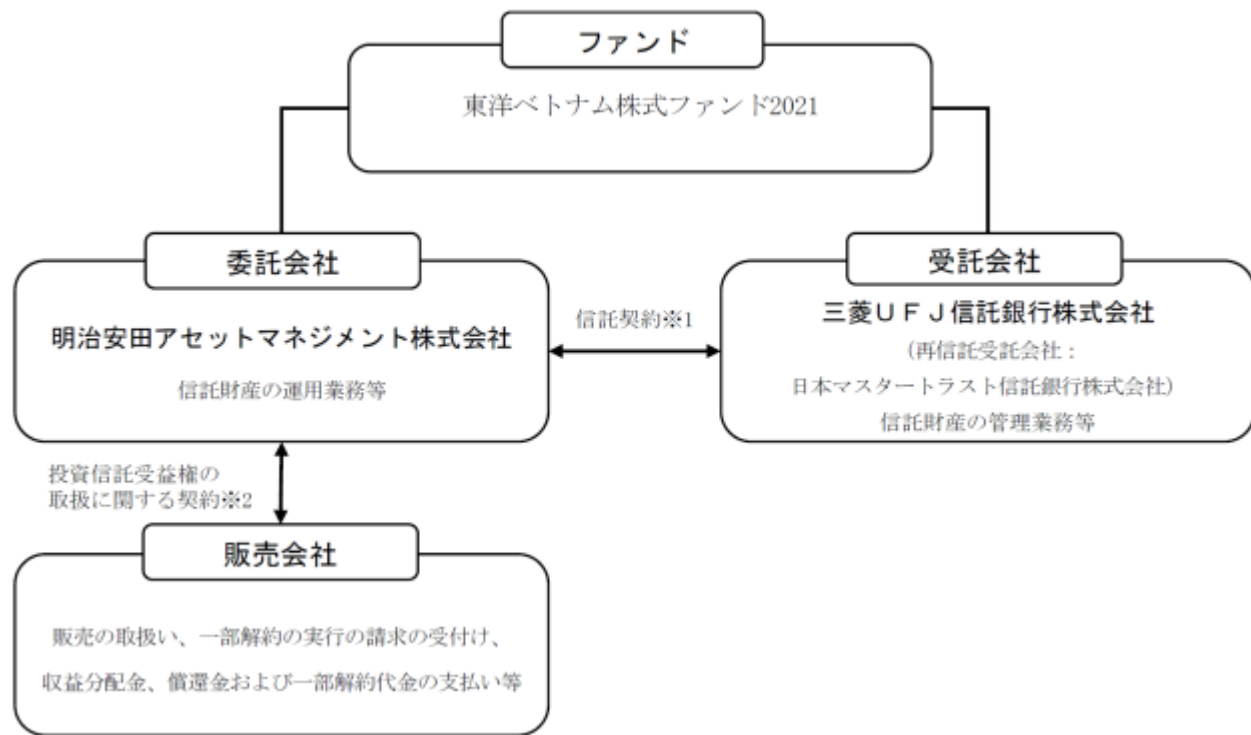 ファンド
東洋ベトナム株式ファンド2021
委託会社
明治安田アセットマネジメント株式会社
信託財産の運用業務等
信託契約※1
受託会社
三菱UFJ信託銀行株式会社
(再信託受託会社:
日本マスタートラスト信託銀行株式会社)
信託財産の管理業務等
投資信託受益権の
取扱に関する契約※2
販売会社
販売の取扱い、一部解約の実行の請求の受付け、
収益分配金、償還金および一部解約代金の支払い等